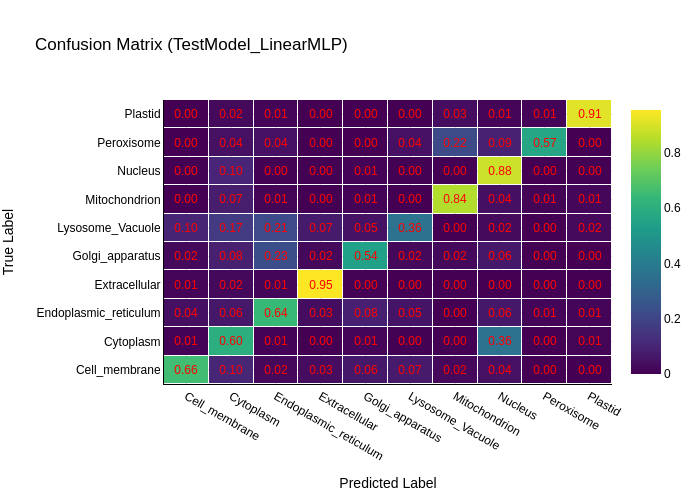 Confusion Matrix (TestModel_LinearMLP)
True Label
Plastid 0.00 0.02 0.01 0.00 0.00 0.00 0.03 0.01 0.01 0.91
Peroxisome 0.00 0.04 0.04 0.00 0.00 0.04 0.22 0.09 0.57 0.00
Nucleus 0.00 0.10 0.00 0.00 0.01 0.00 0.00 0.88 0.00 0.00
Mitochondrion 0.00 0.07 0.01 0.00 0.01 0.00 0.84 0.04 0.01 0.01
Lysosome_Vacuole 0.10 0.17 0.07 0.05 0.36 0.00 0.02 0.00 0.02
Golgi_apparatus 0.02 0.08 0.02 0.54 0.02 0.02 0.06 0.00 0.00
Extracellular 0.01 0.02 0.01 0.95 0.00 0.00 0.00 0.00 0.00 0.00
Endoplasmic_reticulum 0.04 0.06 0.64 0.03 0.08 0.05 0.00 0.06 0.01 0.01
Cytoplasm 0.01 0.60 0.01 0.00 0.01 0.00 0.00 0.36 0.00 0.01
Cell_membrane 0.66 0.10 0.02 0.03 0.06 0.07 0.02 0.04 0.00 0.00
Cell_membrane Cytoplasm Endoplasmic_reticulum Extracellular Golgi_apparatus Lysosome_Vacuole Mitochondrion Nucleus Peroxisome Plastid
Predicted Label
0.8
0.6
0.4
0.2
0